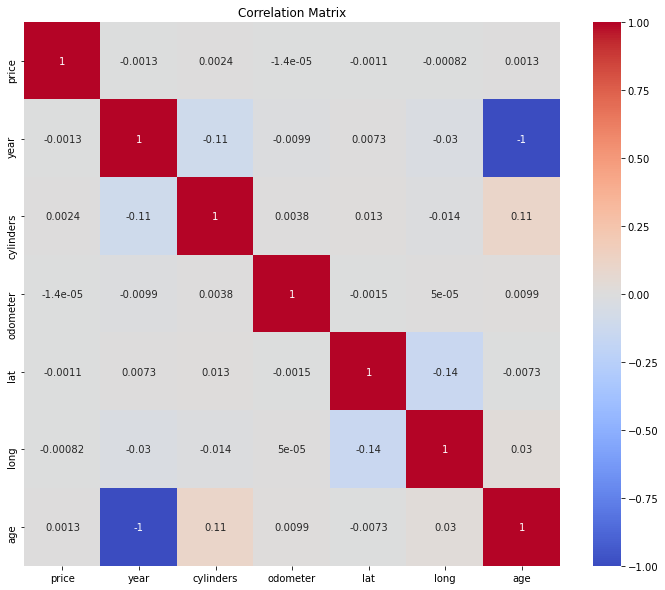 Correlation Matrix
price 1 -0.0013 0.0024 -1.4e-05 -0.0011 -0.00082 0.0013
year -0.0013 1 -0.11 -0.0099 0.0073 -0.03 -1
cylinders 0.0024 -0.11 1 0.0038 0.013 -0.014 0.11
odometer -1.4e-05 -0.0099 0.0038 1 -0.0015 5e-05 0.0099
lat -0.0011 0.0073 0.013 -0.0015 1 -0.14 -0.0073
long -0.00082 -0.03 -0.014 5e-05 -0.14 1 0.03
age 0.0013 -1 0.11 0.0099 -0.0073 0.03 1
price year cylinders odometer lat long age
1.00
0.75
0.50
0.25
0.00
-0.25
-0.50
-0.75
-1.00